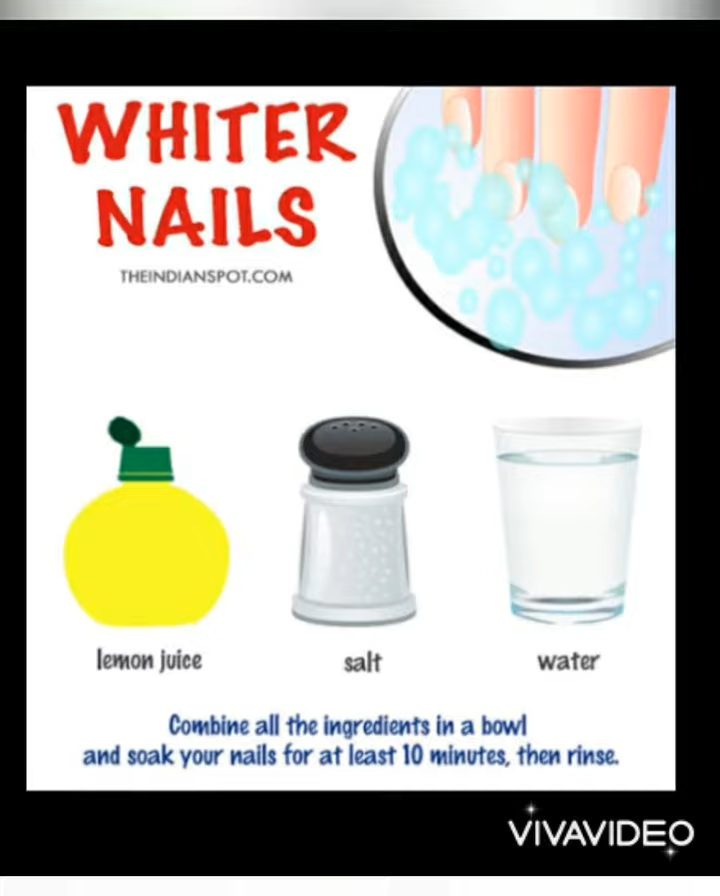 WHITER
NAILS
THEINDIANSPOT.COM
lemon juice
salt
water
Combine all the ingredients in a bowl
and soak your nails for at least 10 minutes, then rinse.
VIVAVIDEO